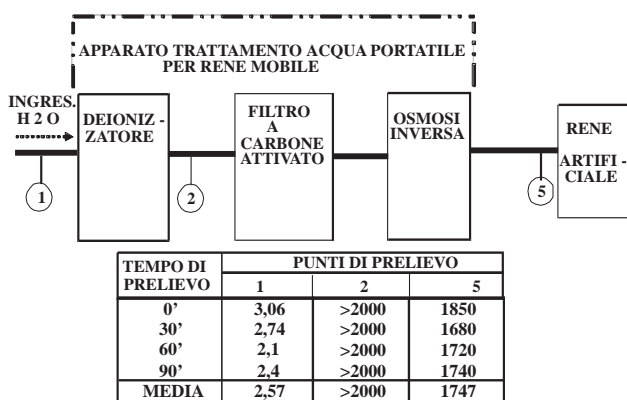 APPARATO TRATTAMENTO ACQUA PORTATILE
PER RENE MOBILE
INGRES.
H 2 O
DEIONIZ -
ZATORE
FILTRO
A
CARBONE
ATTIVATO
OSMOSI
INVERSA
RENE
ARTIFI -
CIALE
1
2
5
TEMPO DI PRELIEVO PUNTI DI PRELIEVO
1 2 5
0' 3,06 >2000 1850
30' 2,74 >2000 1680
60' 2,1 >2000 1720
90' 2,4 >2000 1740
MEDIA 2,57 >2000 1747